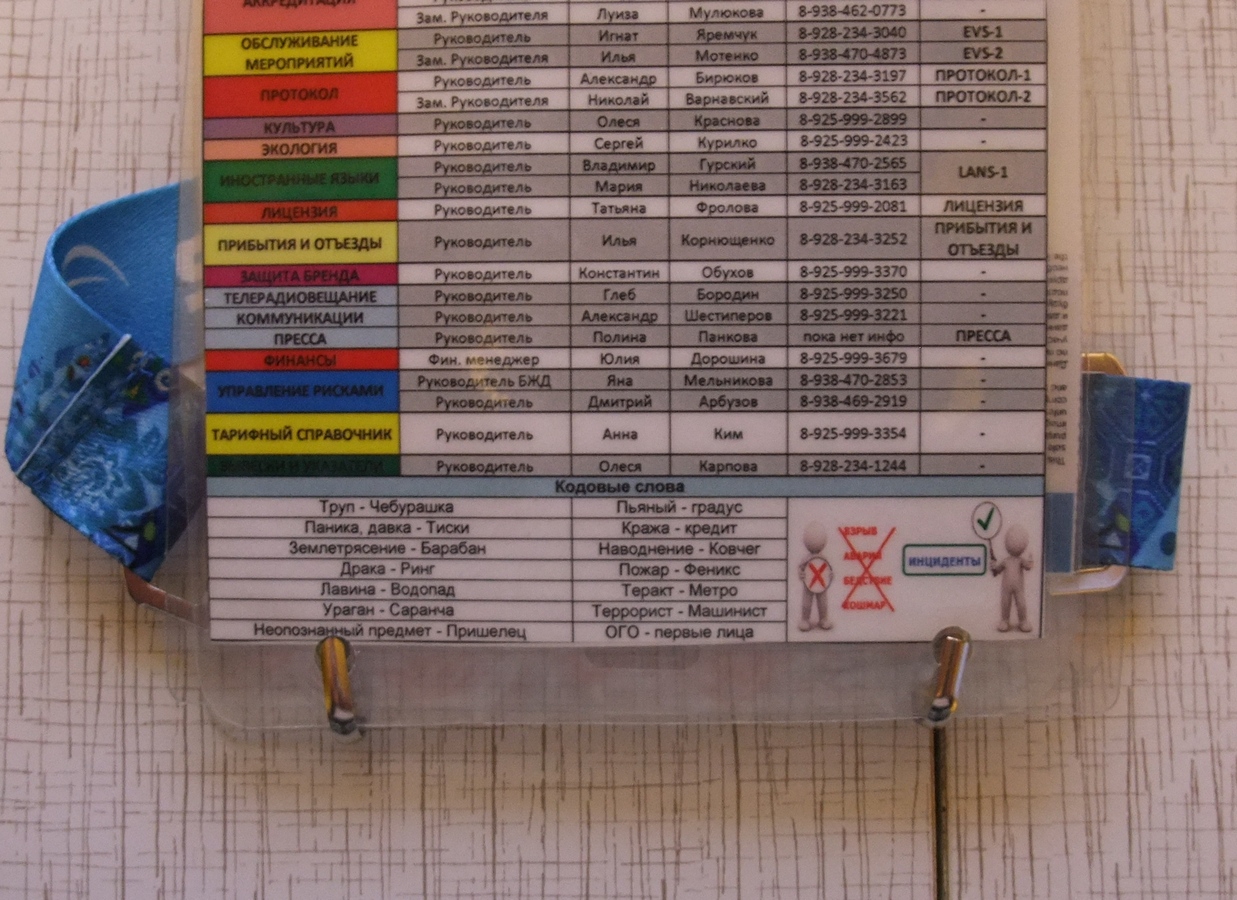 АККРЕДИТАЦИЯ
Зам. Руководителя Луиза Мулюкова 8-938-462-0773 -
ОБСЛУЖИВАНИЕ МЕРОПРИЯТИЙ
Руководитель Игнат Яремчук 8-928-234-3040 EVS-1
Зам. Руководителя Илья Мотенко 8-938-470-4873 EVS-2
ПРОТОКОЛ
Руководитель Александр Бирюков 8-928-234-3197 ПРОТОКОЛ-1
Зам. Руководителя Николай Варнавский 8-928-234-3562 ПРОТОКОЛ-2
КУЛЬТУРА Руководитель Олеся Краснова 8-925-999-2899 -
ЭКОЛОГИЯ Руководитель Сергей Курилко 8-925-999-2423 -
ИНОСТРАННЫЕ ЯЗЫКИ
Руководитель Владимир Гурский 8-938-470-2565 LANS-1
Руководитель Мария Николаева 8-928-234-3163
ЛИЦЕНЗИЯ Руководитель Татьяна Фролова 8-925-999-2081 ЛИЦЕНЗИЯ
ПРИБЫТИЯ И ОТЪЕЗДЫ Руководитель Илья Корнющенко 8-928-234-3252 ПРИБЫТИЯ И ОТЪЕЗДЫ
ЗАЩИТА БРЕНДА Руководитель Константин Обухов 8-925-999-3370 -
ТЕЛЕРАДИОВЕЩАНИЕ Руководитель Глеб Бородин 8-925-999-3250 -
КОММУНИКАЦИИ Руководитель Александр Шестиперов 8-925-999-3221 -
ПРЕССА Руководитель Полина Панкова пока нет инфо ПРЕССА
ФИНАНСЫ Фин. менеджер Юлия Дорошина 8-925-999-3679 -
УПРАВЛЕНИЕ РИСКАМИ
Руководитель БЖД Яна Мельникова 8-938-470-2853 -
Руководитель Дмитрий Арбузов 8-938-469-2919 -
ТАРИФНЫЙ СПРАВОЧНИК Руководитель Анна Ким 8-925-999-3354 -
ВЫВЕСКИ И УКАЗАТЕЛИ Руководитель Олеся Карпова 8-928-234-1244 -
Кодовые слова
Труп - Чебурашка Пьяный - градус
Паника, давка - Тиски Кража - кредит
Землетрясение - Барабан Наводнение - Ковчег
Драка - Ринг Пожар - Феникс
Лавина - Водопад Теракт - Метро
Ураган - Саранча Террорист - Машинист
Неопознанный предмет - Пришелец ОГО - первые лица
ВЗРЫВ
АВАРИЯ
БЕДСТВИЕ
КОШМАР
ИНЦИДЕНТЫ